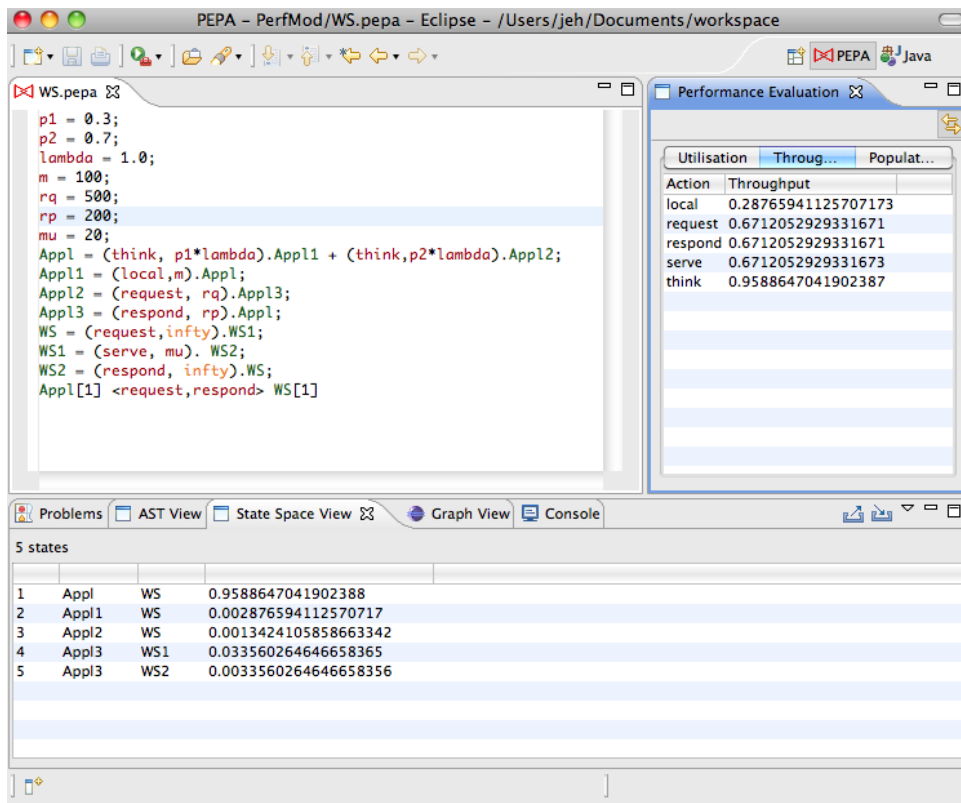 PEPA - PerfMod/WS.pepa - Eclipse - /Users/jeh/Documents/workspace
PEPA Java
WS.pepa
p1 = 0.3;
p2 = 0.7;
lambda = 1.0;
m = 100;
rq = 500;
rp = 200;
mu = 20;
Appl = (think, p1*lambda).Appl1 + (think,p2*lambda).Appl2;
Appl1 = (local,m).Appl;
Appl2 = (request, rq).Appl3;
Appl3 = (respond, rp).Appl;
WS = (request,infty).WS1;
WS1 = (serve, mu). WS2;
WS2 = (respond, infty).WS;
Appl[1] <request,respond> WS[1]
Performance Evaluation
Utilisation Throug... Populat...
Action Throughput
local 0.28765941125707173
request 0.6712052929331671
respond 0.6712052929331671
serve 0.6712052929331673
think 0.9588647041902387
Problems AST View State Space View Graph View Console
5 states
1 Appl WS 0.9588647041902388
2 Appl1 WS 0.002876594112570717
3 Appl2 WS 0.0013424105858663342
4 Appl3 WS1 0.033560264646658365
5 Appl3 WS2 0.0033560264646658356